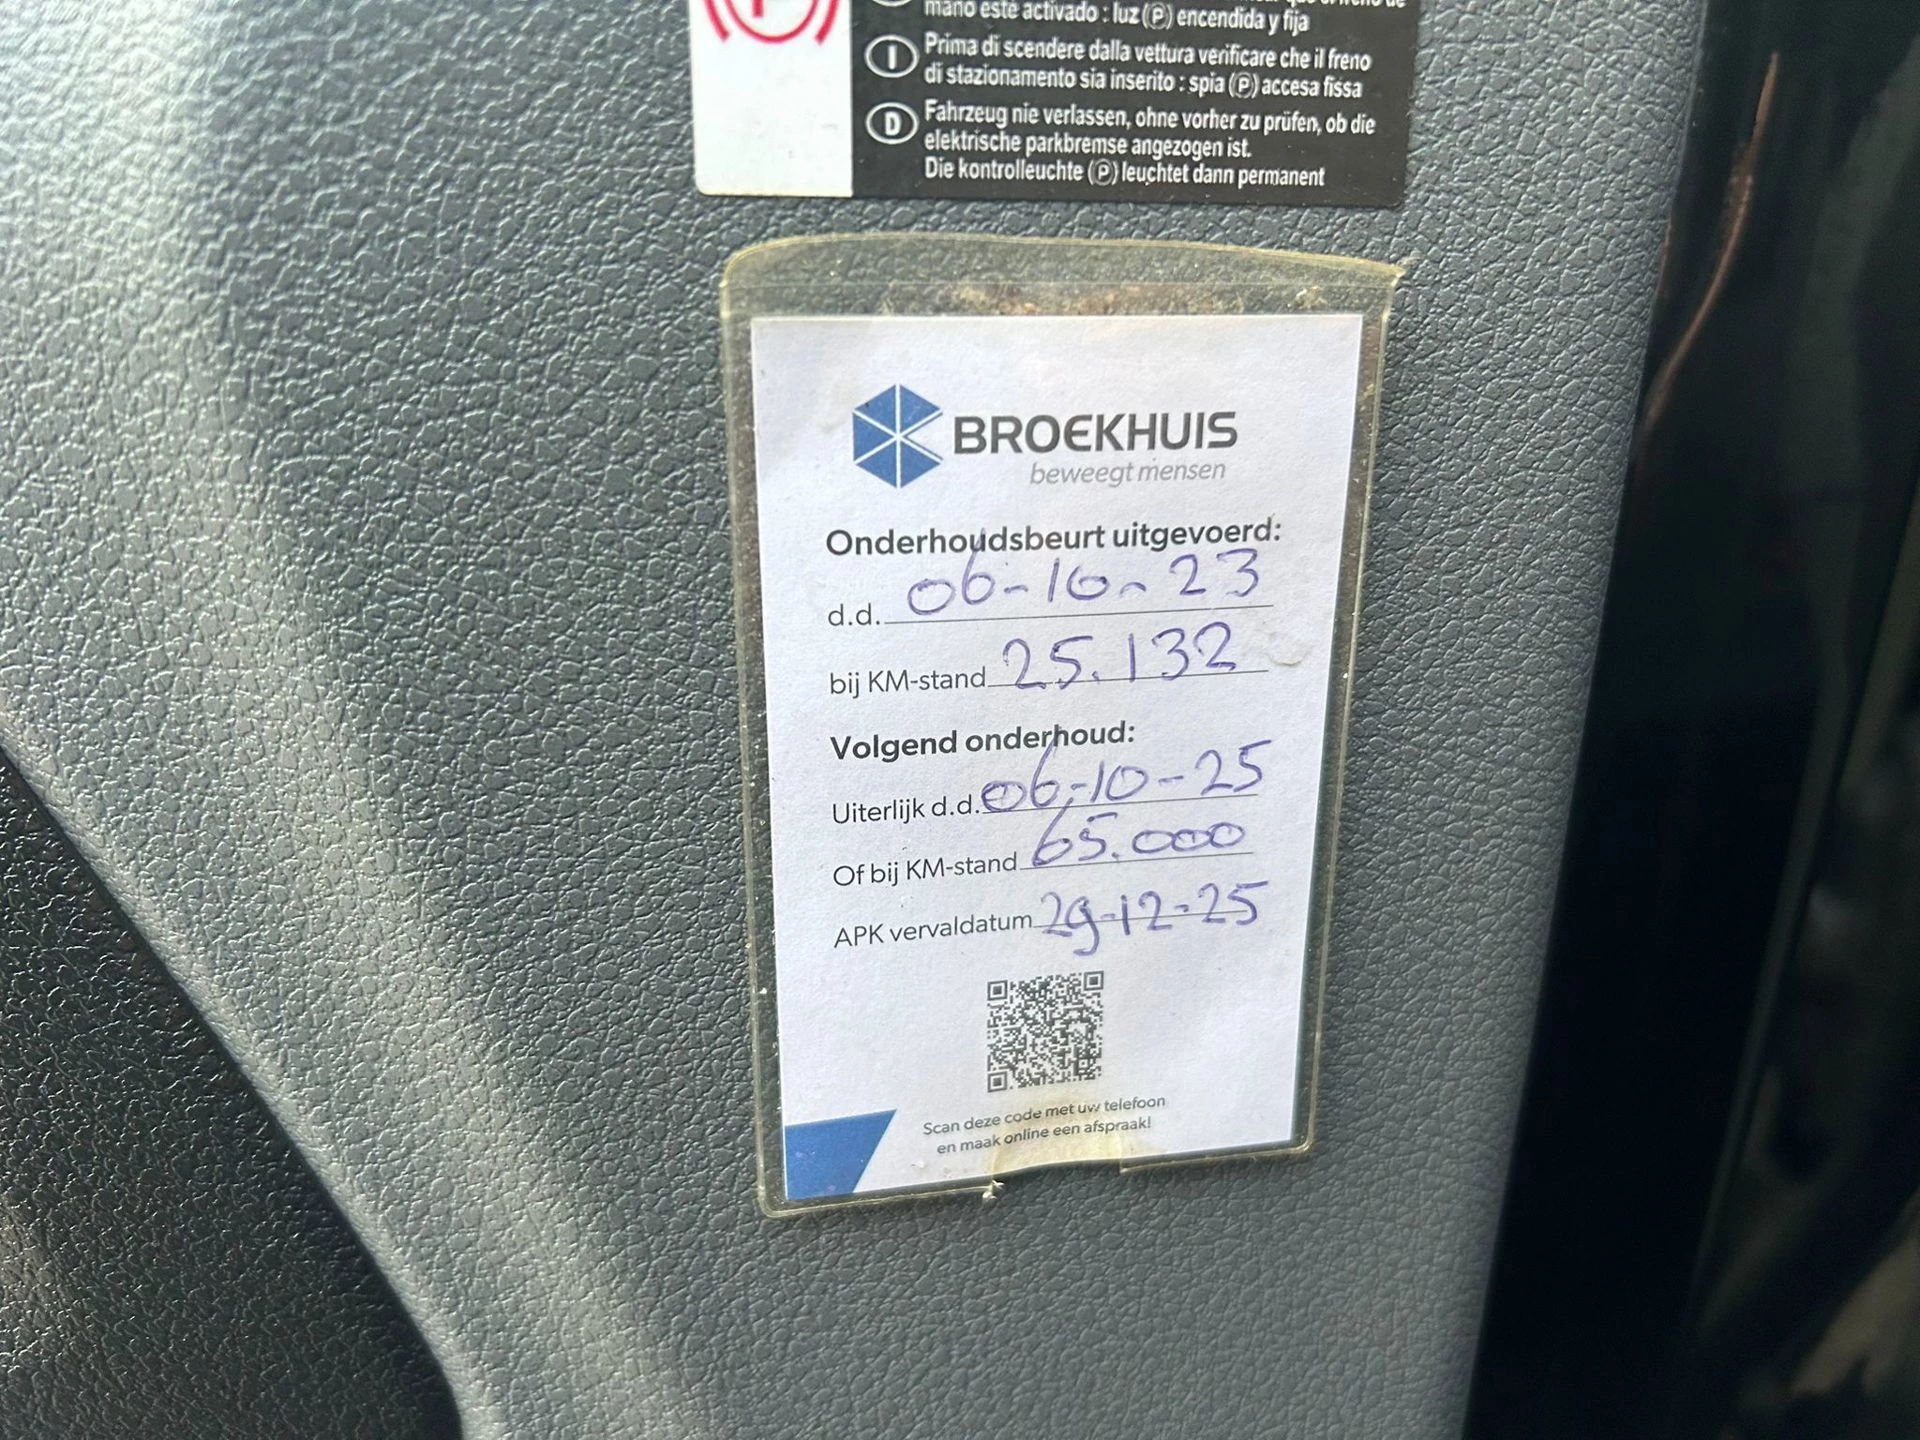 mano esté activado : luz (P) encendida y fija
I Prima di scendere dalla vettura verificare che il freno
di stazionamento sia inserito : spia (P) accesa fissa
D Fahrzeug nie verlassen, ohne vorher zu prüfen, ob die
elektrische parkbremse angezogen ist.
Die kontrolleuchte (P) leuchtet dann permanent
BROEKHUIS
beweegt mensen
Onderhoudsbeurt uitgevoerd:
d.d. 06-10-23
bij KM-stand 25.132
Volgend onderhoud:
Uiterlijk d.d. 06-10-25
Of bij KM-stand 65.000
APK vervaldatum 29-12-25
Scan deze code met uw telefoon
en maak online een afspraak!